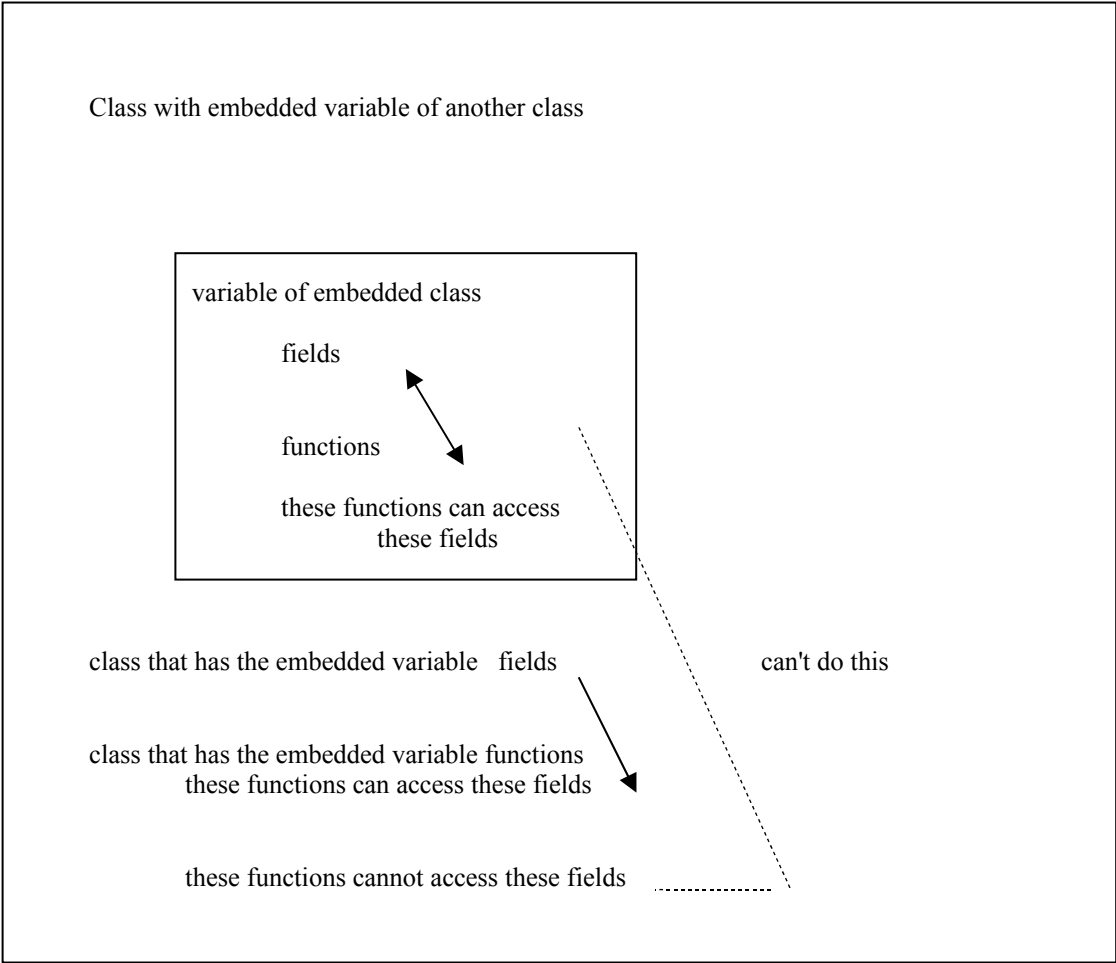 Class with embedded variable of another class
variable of embedded class
fields
functions
these functions can access
these fields
class that has the embedded variable fields
can't do this
class that has the embedded variable functions
these functions can access these fields
these functions cannot access these fields